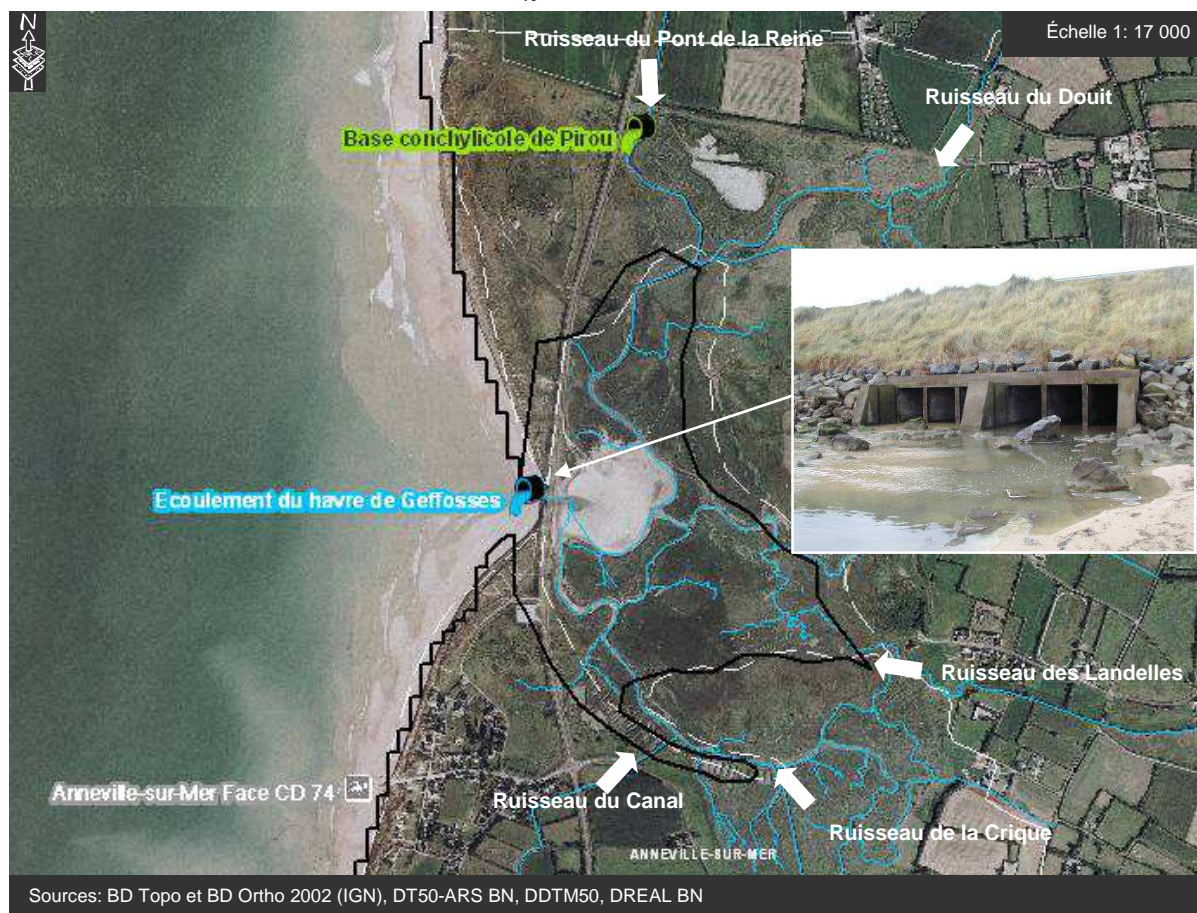 N
Échelle 1: 17 000
Ruisseau du Pont de la Reine
Ruisseau du Douit
Base conchylicole de Pirou
Ecoulement du havre de Geffosses
Ruisseau des Landelles
Anneville-sur-Mer Face CD 74
Ruisseau du Canal
Ruisseau de la Crique
ANNEVILLE-SUR-MER
Sources: BD Topo et BD Ortho 2002 (IGN), DT50-ARS BN, DDTM50, DREAL BN